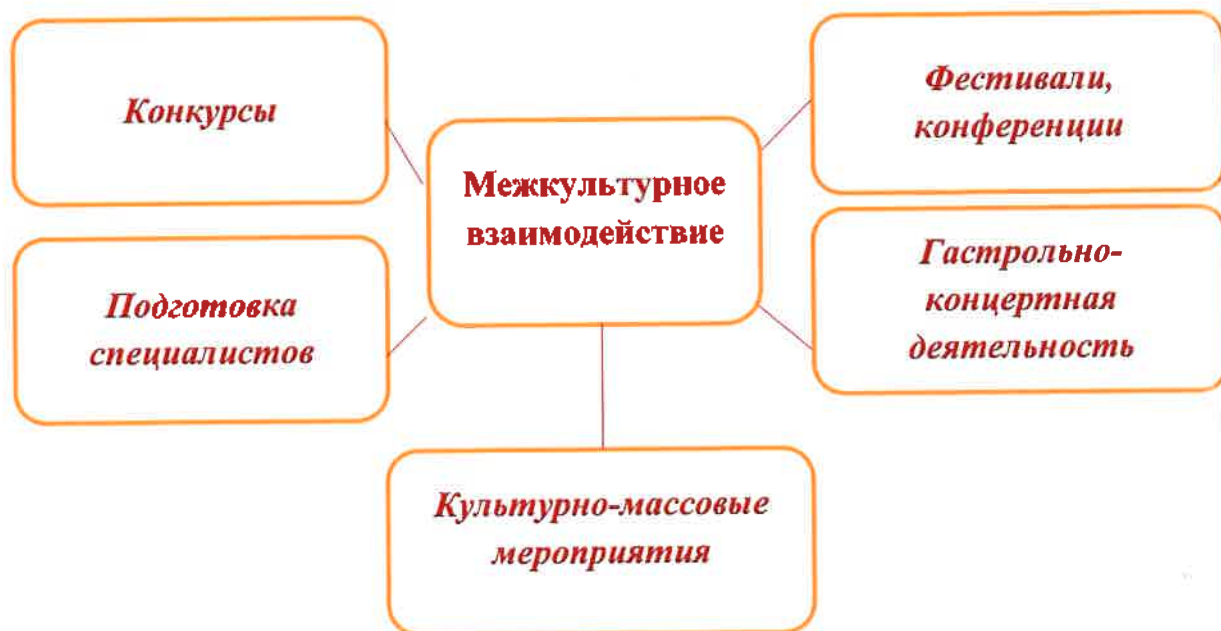 Конкурсы
Фестивали,
конференции
Межкультурное
взаимодействие
Подготовка
специалистов
Гастрольно-
концертная
деятельность
Культурно-массовые
мероприятия